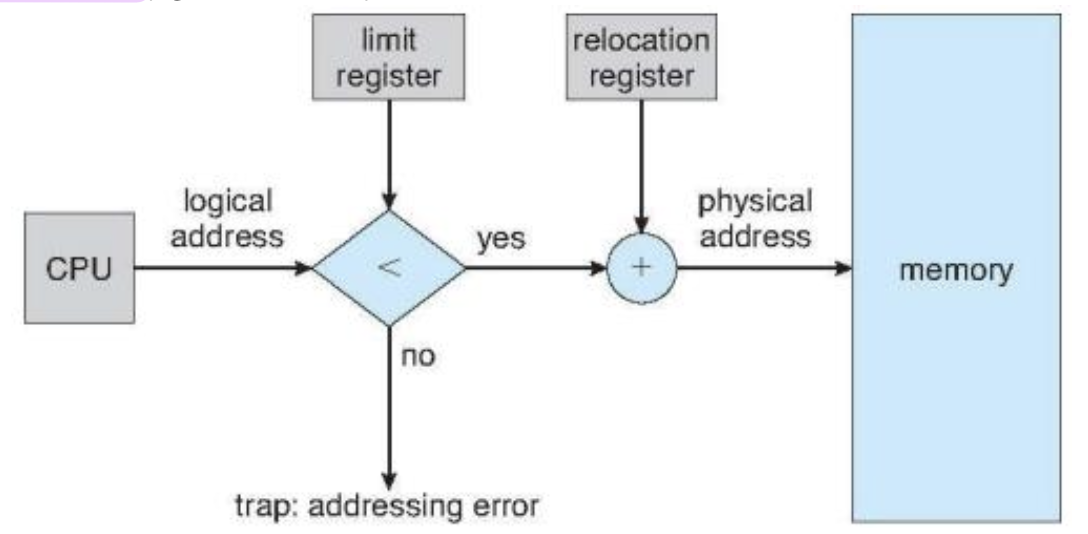 limit
register
relocation
register
logical
address
physical
address
CPU
<
yes
+
memory
no
trap: addressing error